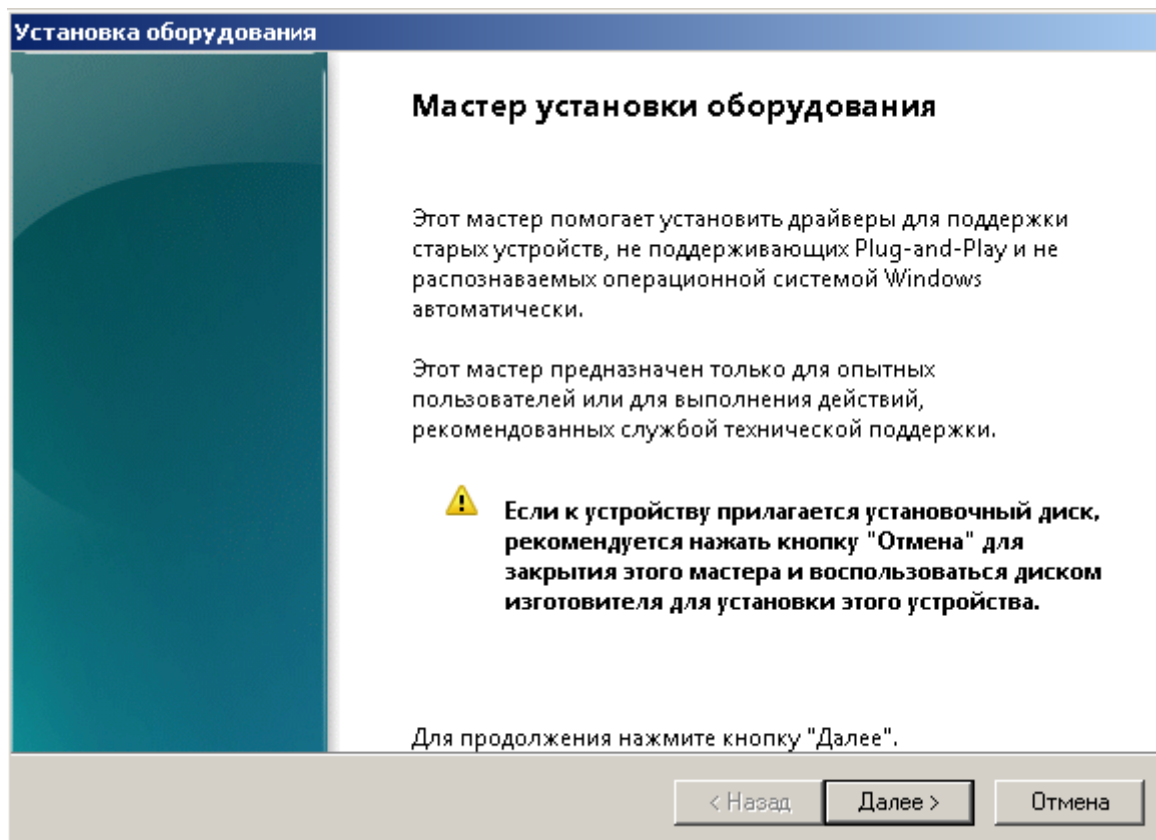 Установка оборудования
Мастер установки оборудования
Этот мастер помогает установить драйверы для поддержки
старых устройств, не поддерживающих Plug-and-Play и не
распознаваемых операционной системой Windows
автоматически.
Этот мастер предназначен только для опытных
пользователей или для выполнения действий,
рекомендованных службой технической поддержки.
Если к устройству прилагается установочный диск,
рекомендуется нажать кнопку "Отмена" для
закрытия этого мастера и воспользоваться диском
изготовителя для установки этого устройства.
Для продолжения нажмите кнопку "Далее".
< Назад Далее > Отмена